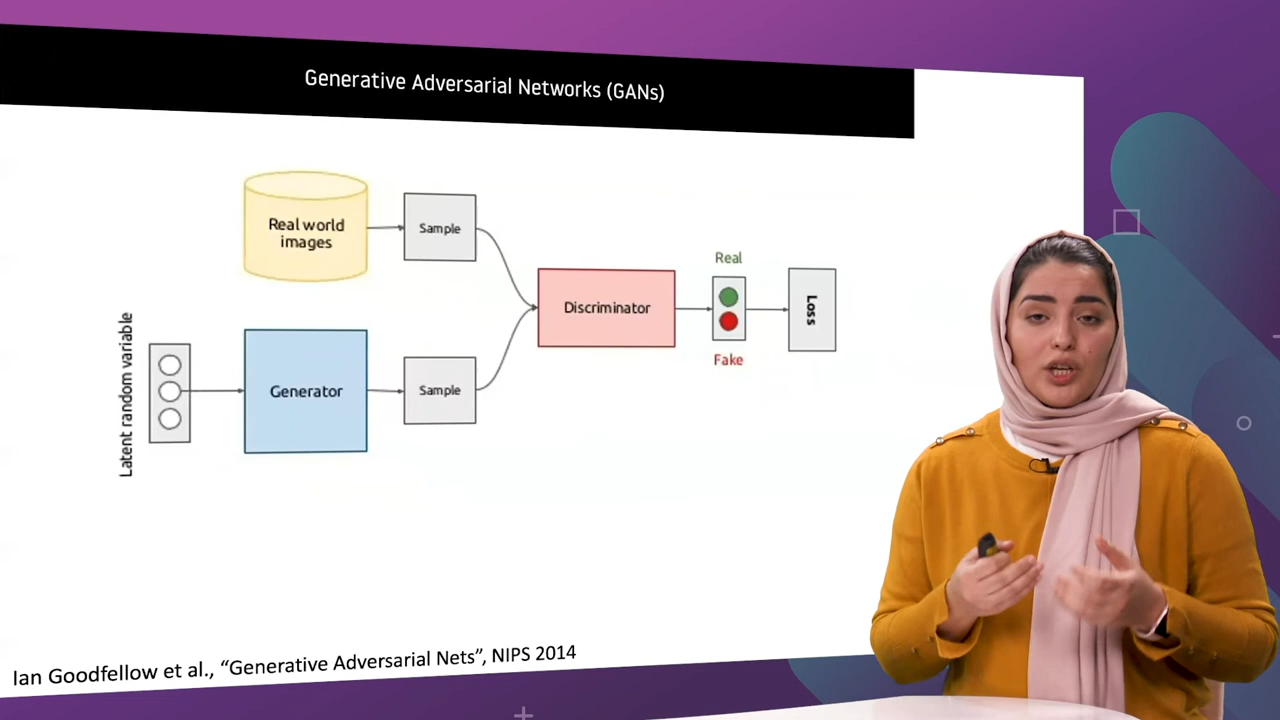 Generative Adversarial Networks (GANs)
Real world
images
Sample
Latent random variable
Generator
Sample
Discriminator
Real
Fake
Loss
Ian Goodfellow et al., “Generative Adversarial Nets”, NIPS 2014